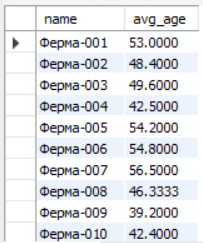 name avg_age
Ферма-001 53.0000
Ферма-002 48.4000
Ферма-003 49.6000
Ферма-004 42.5000
Ферма-005 54.2000
Ферма-006 54.8000
Ферма-007 56.5000
Ферма-008 46.3333
Ферма-009 39.2000
Ферма-010 42.4000